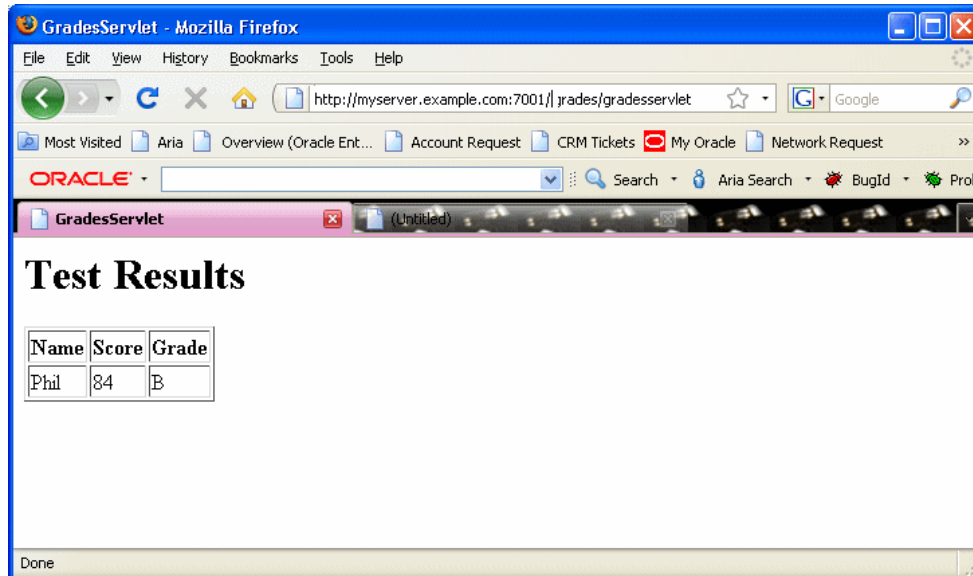 GradesServlet - Mozilla Firefox
File Edit View History Bookmarks Tools Help
http://myserver.example.com:7001/ grades/gradesservlet
G Google
Most Visited Aria Overview (Oracle Ent... Account Request CRM Tickets My Oracle Network Request »
ORACLE Search Aria Search BugId Pro
GradesServlet (Untitled)
Test Results
Name Score Grade
Phil 84 B
Done